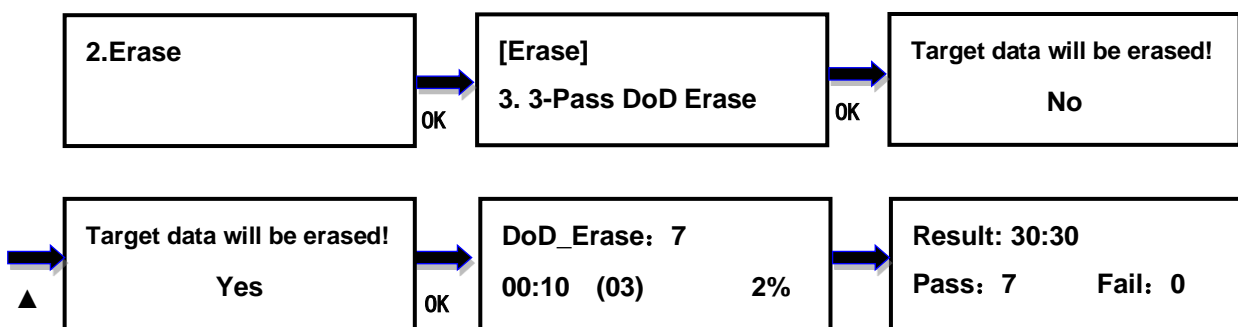 2.Erase
OK
[Erase]
3. 3-Pass DoD Erase
OK
Target data will be erased!
No
▲
Target data will be erased!
Yes
OK
DoD_Erase：7
00:10 (03) 2%
Result: 30:30
Pass：7 Fail：0